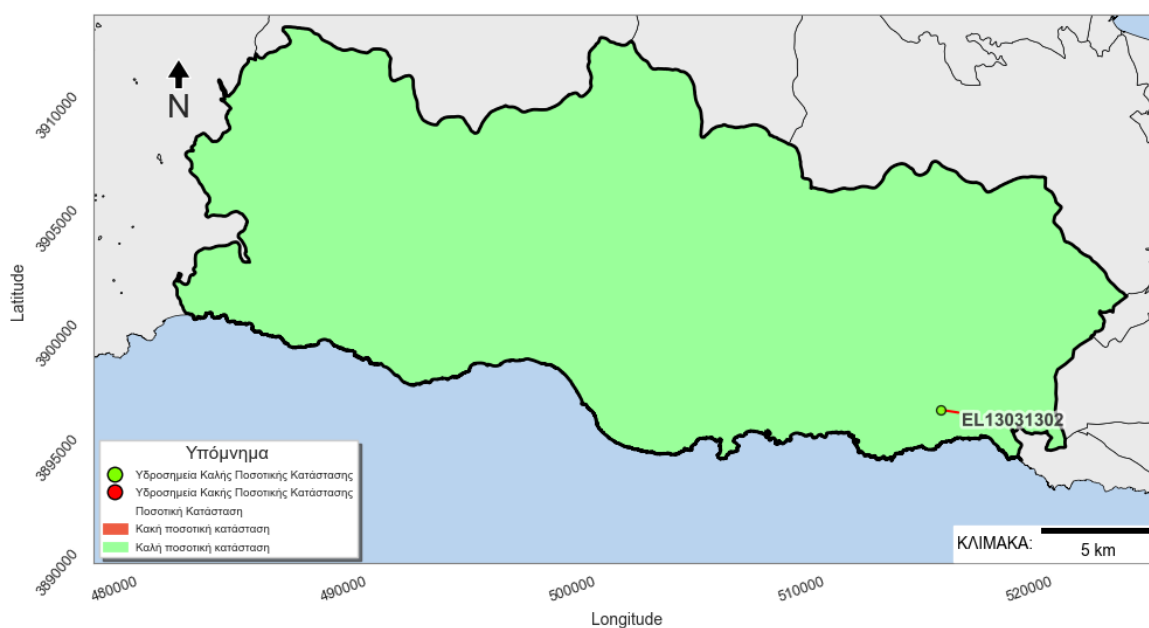 N
3910000
3905000
3900000
3895000
3890000
Latitude
EL13031302
Υπόμνημα
Υδροσημεία Καλής Ποσοτικής Κατάστασης
Υδροσημεία Κακής Ποσοτικής Κατάστασης
Ποσοτική Κατάσταση
Κακή ποσοτική κατάσταση
Καλή ποσοτική κατάσταση
ΚΛΙΜΑΚΑ:
5 km
480000
490000
500000
510000
520000
Longitude